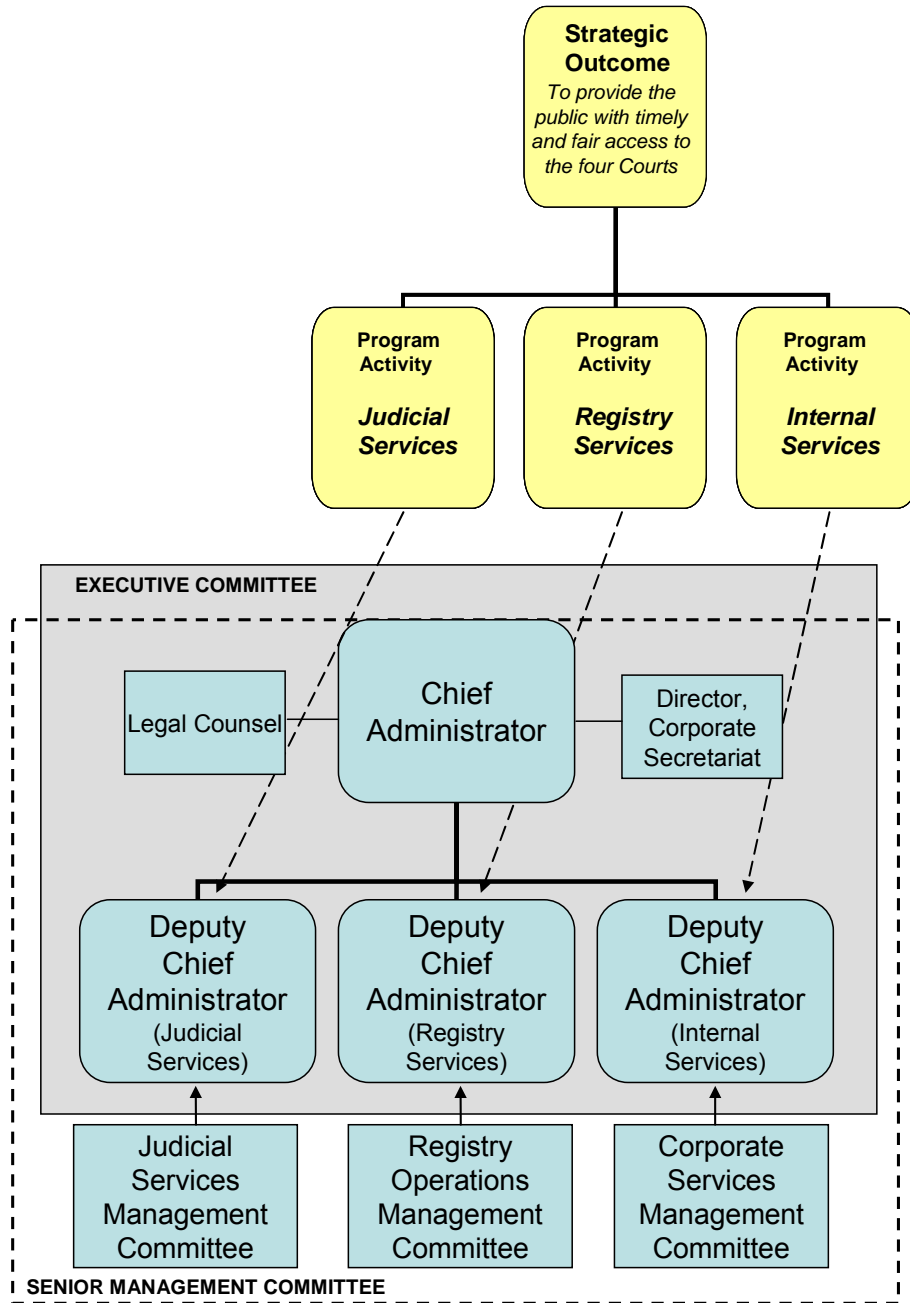 Strategic
Outcome
To provide the
public with timely
and fair access to
the four Courts
Program
Activity
Judicial
Services
Program
Activity
Registry
Services
Program
Activity
Internal
Services
EXECUTIVE COMMITTEE
Legal Counsel
Chief
Administrator
Director,
Corporate
Secretariat
Deputy
Chief
Administrator
(Judicial
Services)
Deputy
Chief
Administrator
(Registry
Services)
Deputy
Chief
Administrator
(Internal
Services)
Judicial
Services
Management
Committee
Registry
Operations
Management
Committee
Corporate
Services
Management
Committee
SENIOR MANAGEMENT COMMITTEE